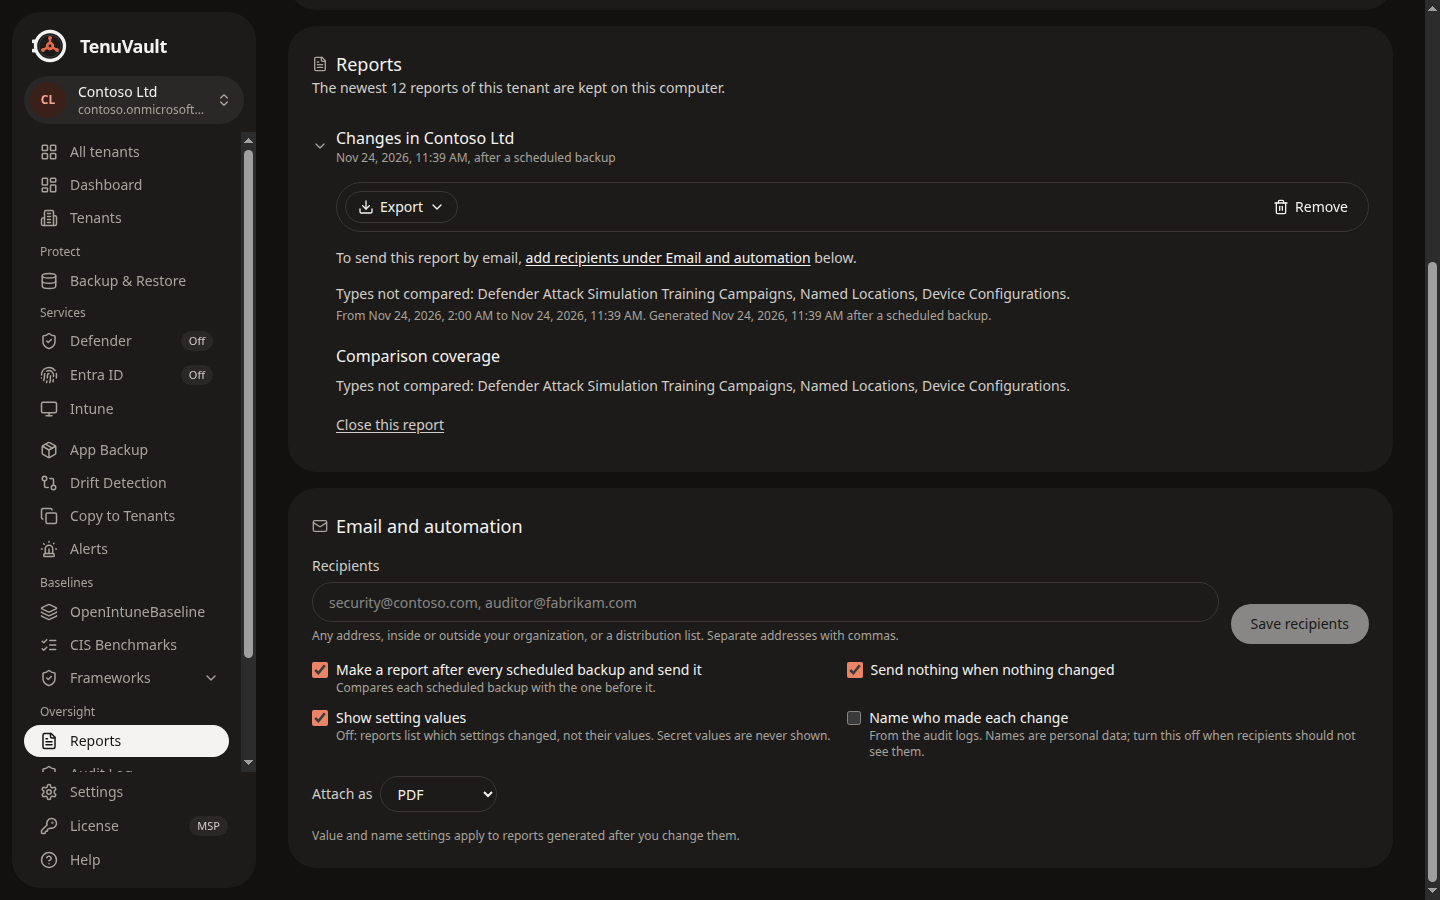 TenuVault
CL
Contoso Ltd
contoso.onmicrosoft...
All tenants
Dashboard
Tenants
Protect
Backup & Restore
Services
Defender Off
Entra ID Off
Intune
App Backup
Drift Detection
Copy to Tenants
Alerts
Baselines
OpenIntuneBaseline
CIS Benchmarks
Frameworks
Oversight
Reports
Audit Log
Settings
License MSP
Help
Reports
The newest 12 reports of this tenant are kept on this computer.
Changes in Contoso Ltd
Nov 24, 2026, 11:39 AM, after a scheduled backup
Export
Remove
To send this report by email, add recipients under Email and automation below.
Types not compared: Defender Attack Simulation Training Campaigns, Named Locations, Device Configurations.
From Nov 24, 2026, 2:00 AM to Nov 24, 2026, 11:39 AM. Generated Nov 24, 2026, 11:39 AM after a scheduled backup.
Comparison coverage
Types not compared: Defender Attack Simulation Training Campaigns, Named Locations, Device Configurations.
Close this report
Email and automation
Recipients
security@contoso.com, auditor@fabrikam.com
Save recipients
Any address, inside or outside your organization, or a distribution list. Separate addresses with commas.
Make a report after every scheduled backup and send it
Compares each scheduled backup with the one before it.
Send nothing when nothing changed
Show setting values
Off: reports list which settings changed, not their values. Secret values are never shown.
Name who made each change
From the audit logs. Names are personal data; turn this off when recipients should not
see them.
Attach as PDF
Value and name settings apply to reports generated after you change them.